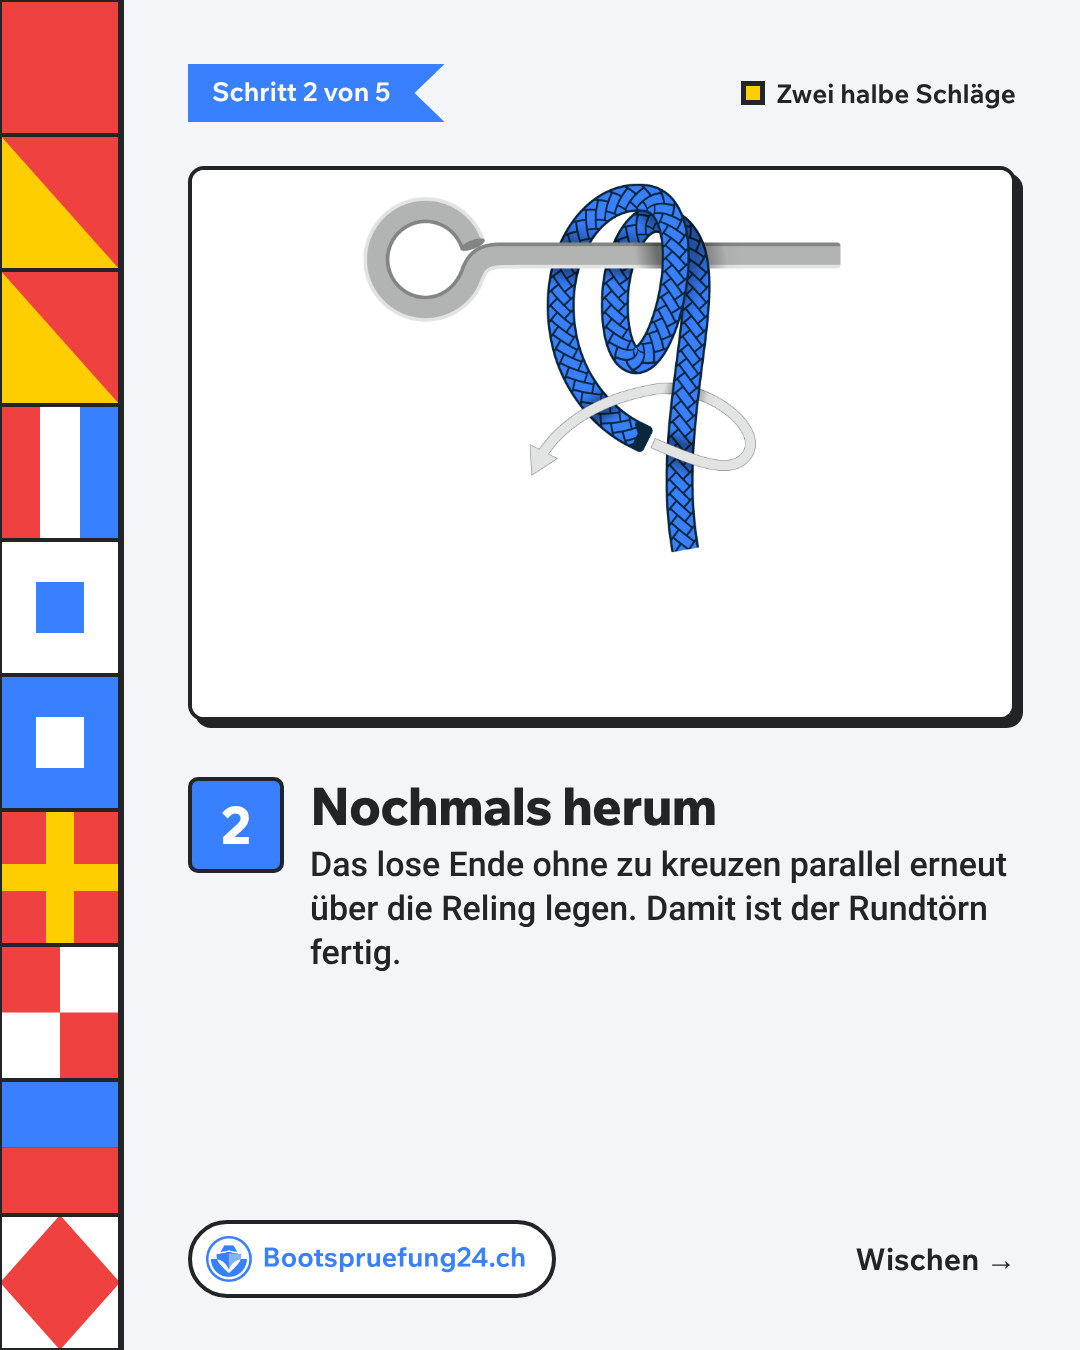 Schritt 2 von 5
Zwei halbe Schläge
2
Nochmals herum
Das lose Ende ohne zu kreuzen parallel erneut
über die Reling legen. Damit ist der Rundtörn
fertig.
Bootspruefung24.ch
Wischen →